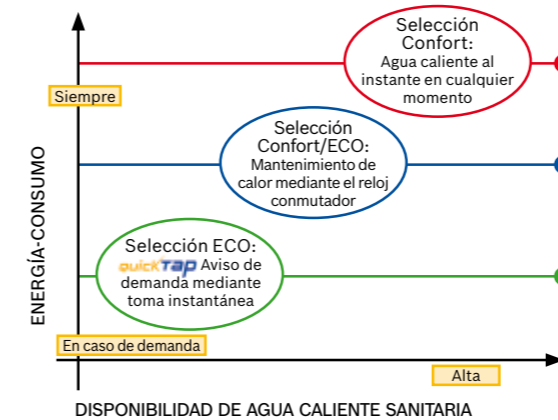 Selección
Confort:
Agua caliente al
instante en cualquier
momento
Siempre
Selección
Confort/ECO:
Mantenimiento de
calor mediante el reloj
conmutador
ENERGÍA-CONSUMO
Selección ECO:
quickTap Aviso de
demanda mediante
toma instantánea
En caso de demanda
Alta
DISPONIBILIDAD DE AGUA CALIENTE SANITARIA